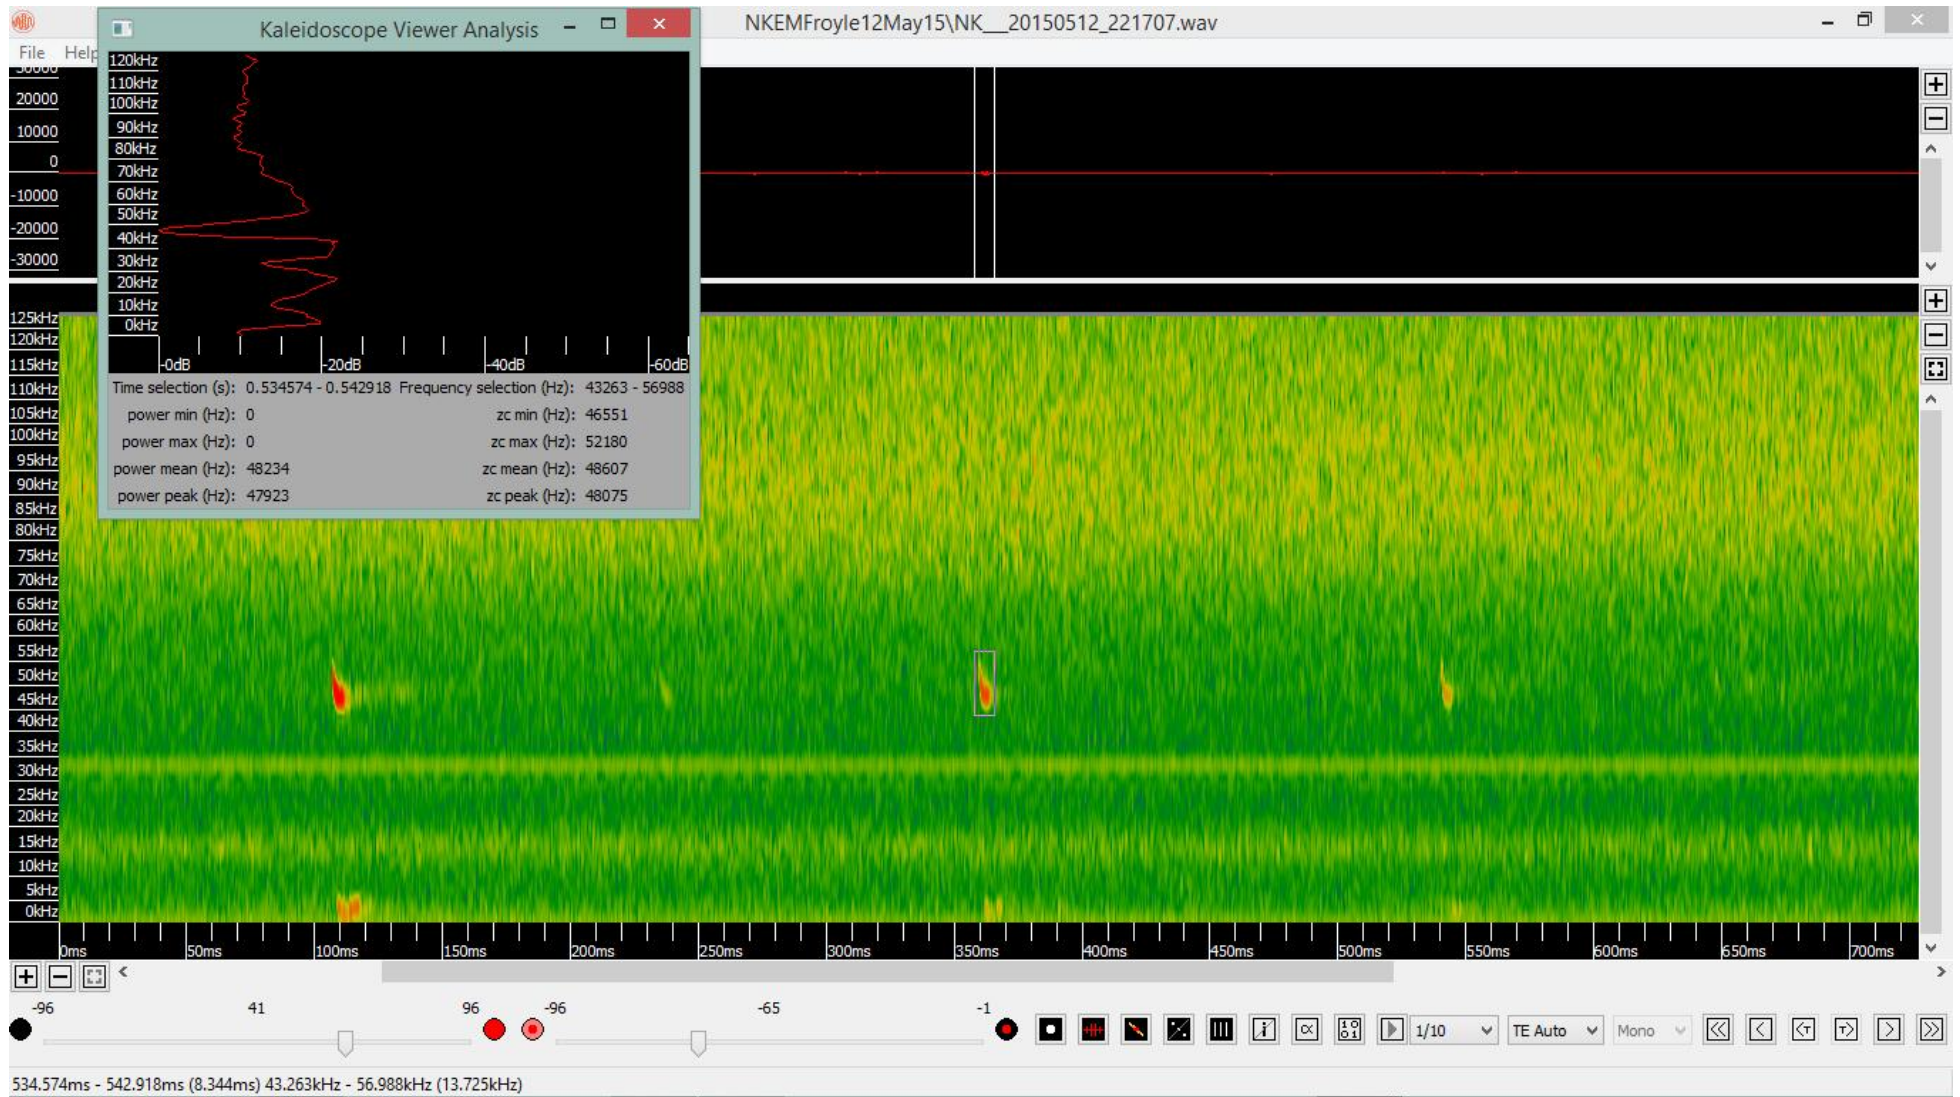 Kaleidoscope Viewer Analysis
NKEMFroyle12May15\NK__20150512_221707.wav
File Help
120kHz
110kHz
100kHz
90kHz
80kHz
70kHz
60kHz
50kHz
40kHz
30kHz
20kHz
10kHz
0kHz
-0dB -20dB -40dB -60dB
Time selection (s): 0.534574 - 0.542918 Frequency selection (Hz): 43263 - 56988
power min (Hz): 0 zc min (Hz): 46551
power max (Hz): 0 zc max (Hz): 52180
power mean (Hz): 48234 zc mean (Hz): 48607
power peak (Hz): 47923 zc peak (Hz): 48075
30000
20000
10000
0
-10000
-20000
-30000
125kHz
120kHz
115kHz
110kHz
105kHz
100kHz
95kHz
90kHz
85kHz
80kHz
75kHz
70kHz
65kHz
60kHz
55kHz
50kHz
45kHz
40kHz
35kHz
30kHz
25kHz
20kHz
15kHz
10kHz
5kHz
0kHz
0ms 50ms 100ms 150ms 200ms 250ms 300ms 350ms 400ms 450ms 500ms 550ms 600ms 650ms 700ms
-96 41 96 -96 -65 -1
1/10 TE Auto Mono
534.574ms - 542.918ms (8.344ms) 43.263kHz - 56.988kHz (13.725kHz)